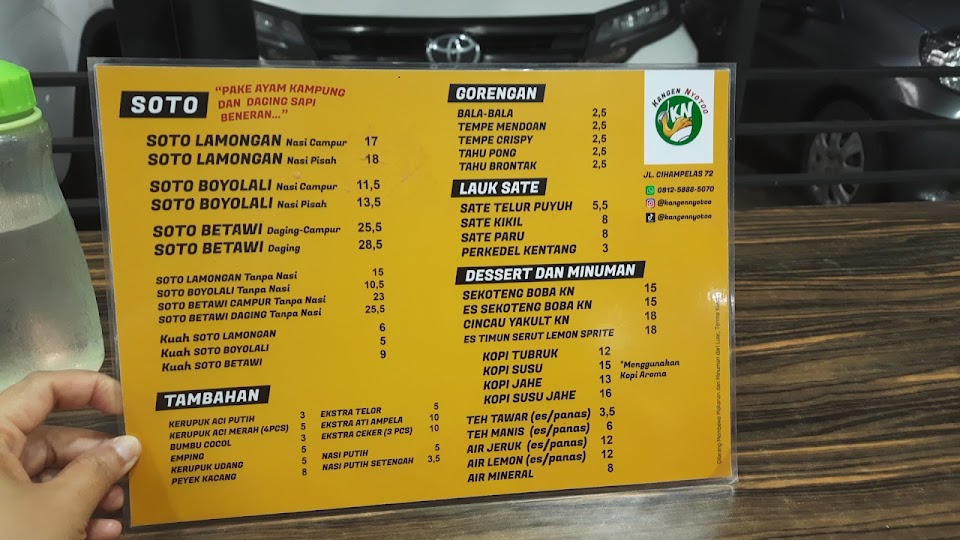 SOTO
"PAKE AYAM KAMPUNG
DAN DAGING SAPI
BENERAN..."
SOTO LAMONGAN Nasi Campur 17
SOTO LAMONGAN Nasi Pisah 18
SOTO BOYOLALI Nasi Campur 11,5
SOTO BOYOLALI Nasi Pisah 13,5
SOTO BETAWI Daging-Campur 25,5
SOTO BETAWI Daging 28,5
SOTO LAMONGAN Tanpa Nasi 15
SOTO BOYOLALI Tanpa Nasi 10,5
SOTO BETAWI CAMPUR Tanpa Nasi 23
SOTO BETAWI DAGING Tanpa Nasi 25,5
Kuah SOTO LAMONGAN 6
Kuah SOTO BOYOLALI 5
Kuah SOTO BETAWI 9
TAMBAHAN
KERUPUK ACI PUTIH 3
KERUPUK ACI MERAH (4PCS) 5
BUMBU COCOL 3
EMPING 5
KERUPUK UDANG 5
PEYEK KACANG 8
EKSTRA TELOR 5
EKSTRA ATI AMPELA 10
EKSTRA CEKER (3 PCS) 10
NASI PUTIH 5
NASI PUTIH SETENGAH 3,5
GORENGAN
BALA-BALA 2,5
TEMPE MENDOAN 2,5
TEMPE CRISPY 2,5
TAHU PONG 2,5
TAHU BRONTAK 2,5
LAUK SATE
SATE TELUR PUYUH 5,5
SATE KIKIL 8
SATE PARU 8
PERKEDEL KENTANG 3
DESSERT DAN MINUMAN
SEKOTENG BOBA KN 15
ES SEKOTENG BOBA KN 15
CINCAU YAKULT KN 18
ES TIMUN SERUT LEMON SPRITE 18
KOPI TUBRUK 12
KOPI SUSU 15
KOPI JAHE 13
KOPI SUSU JAHE 16
*Menggunakan
Kopi Aroma
TEH TAWAR (es/panas) 3,5
TEH MANIS (es/panas) 6
AIR JERUK (es/panas) 12
AIR LEMON (es/panas) 12
AIR MINERAL 8
KANGEN NYOTOO
KN
JL. CIHAMPELAS 72
0812-5888-5070
@kangennyotoo
@kangennyotoo
Dilarang Membawa Makanan dan Minuman dari Luar, Terima